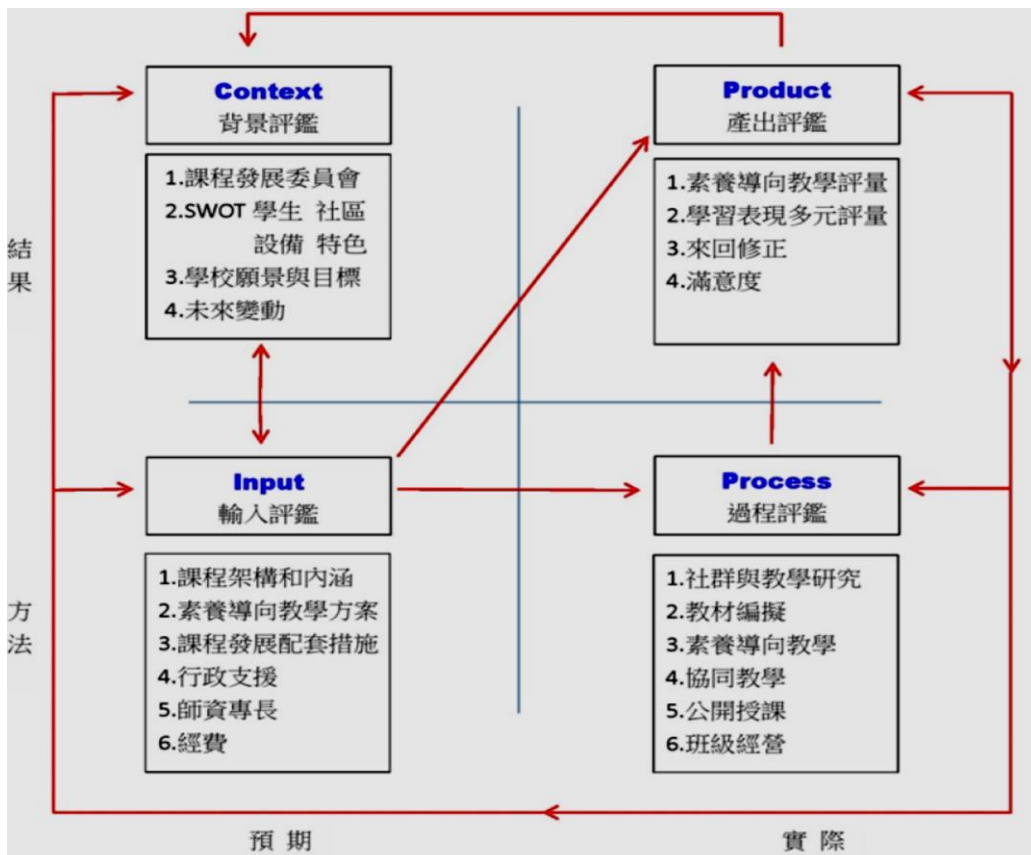 Context
背景評鑑
1.課程發展委員會
2.SWOT 學生 社區
設備 特色
3.學校願景與目標
4.未來變動
Product
產出評鑑
1.素養導向教學評量
2.學習表現多元評量
3.來回修正
4.滿意度
結
果
Input
輸入評鑑
1.課程架構和內涵
2.素養導向教學方案
3.課程發展配套措施
4.行政支援
5.師資專長
6.經費
Process
過程評鑑
1.社群與教學研究
2.教材編擬
3.素養導向教學
4.協同教學
5.公開授課
6.班級經營
方
法
預 期
實 際